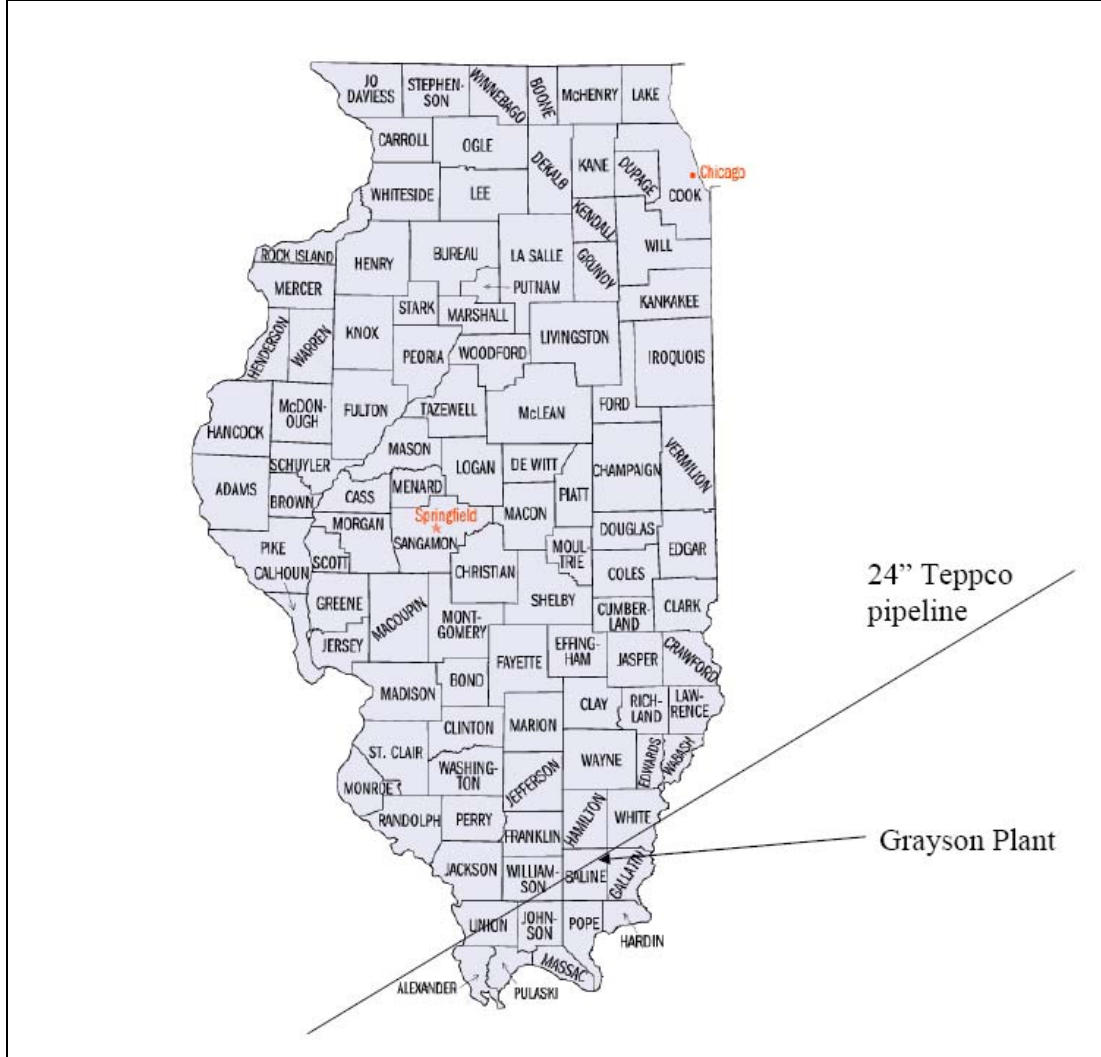 JO
DAVIESS
STEPHEN-
SON
WINNEBAGO
BOONE
McHENRY
LAKE
CARROLL
OGLE
DEKALB
KANE
DUPAGE
COOK
Chicago
WHITESIDE
LEE
KENDALL
WILL
ROCK ISLAND
HENRY
BUREAU
LA SALLE
GRUNDY
MERCER
PUTNAM
KANKAKEE
STARK
MARSHALL
HENDERSON
WARREN
KNOX
PEORIA
WOODFORD
LIVINGSTON
IROQUOIS
HANCOCK
McDON-
OUGH
FULTON
TAZEWELL
McLEAN
FORD
MASON
VERMILION
SCHUYLER
LOGAN
DE WITT
CHAMPAIGN
ADAMS
BROWN
CASS
MENARD
PIATT
MORGAN
Springfield
SANGAMON
MACON
DOUGLAS
PIKE
SCOTT
CHRISTIAN
MOUL-
TRIE
EDGAR
CALHOUN
COLES
GREENE
MACOUPIN
SHELBY
CUMBER-
LAND
CLARK
24” Teppco
pipeline
JERSEY
MONT-
GOMERY
FAYETTE
EFFING-
HAM
JASPER
CRAWFORD
MADISON
BOND
CLAY
RICH-
LAND
LAW-
RENCE
CLINTON
MARION
ST. CLAIR
WASHING-
TON
JEFFERSON
WAYNE
EDWARDS
WABASH
MONROE
RANDOLPH
PERRY
HAMILTON
WHITE
FRANKLIN
Grayson Plant
JACKSON
WILLIAM-
SON
SALINE
GALLATIN
UNION
JOHN-
SON
POPE
HARDIN
MASSAC
ALEXANDER
PULASKI